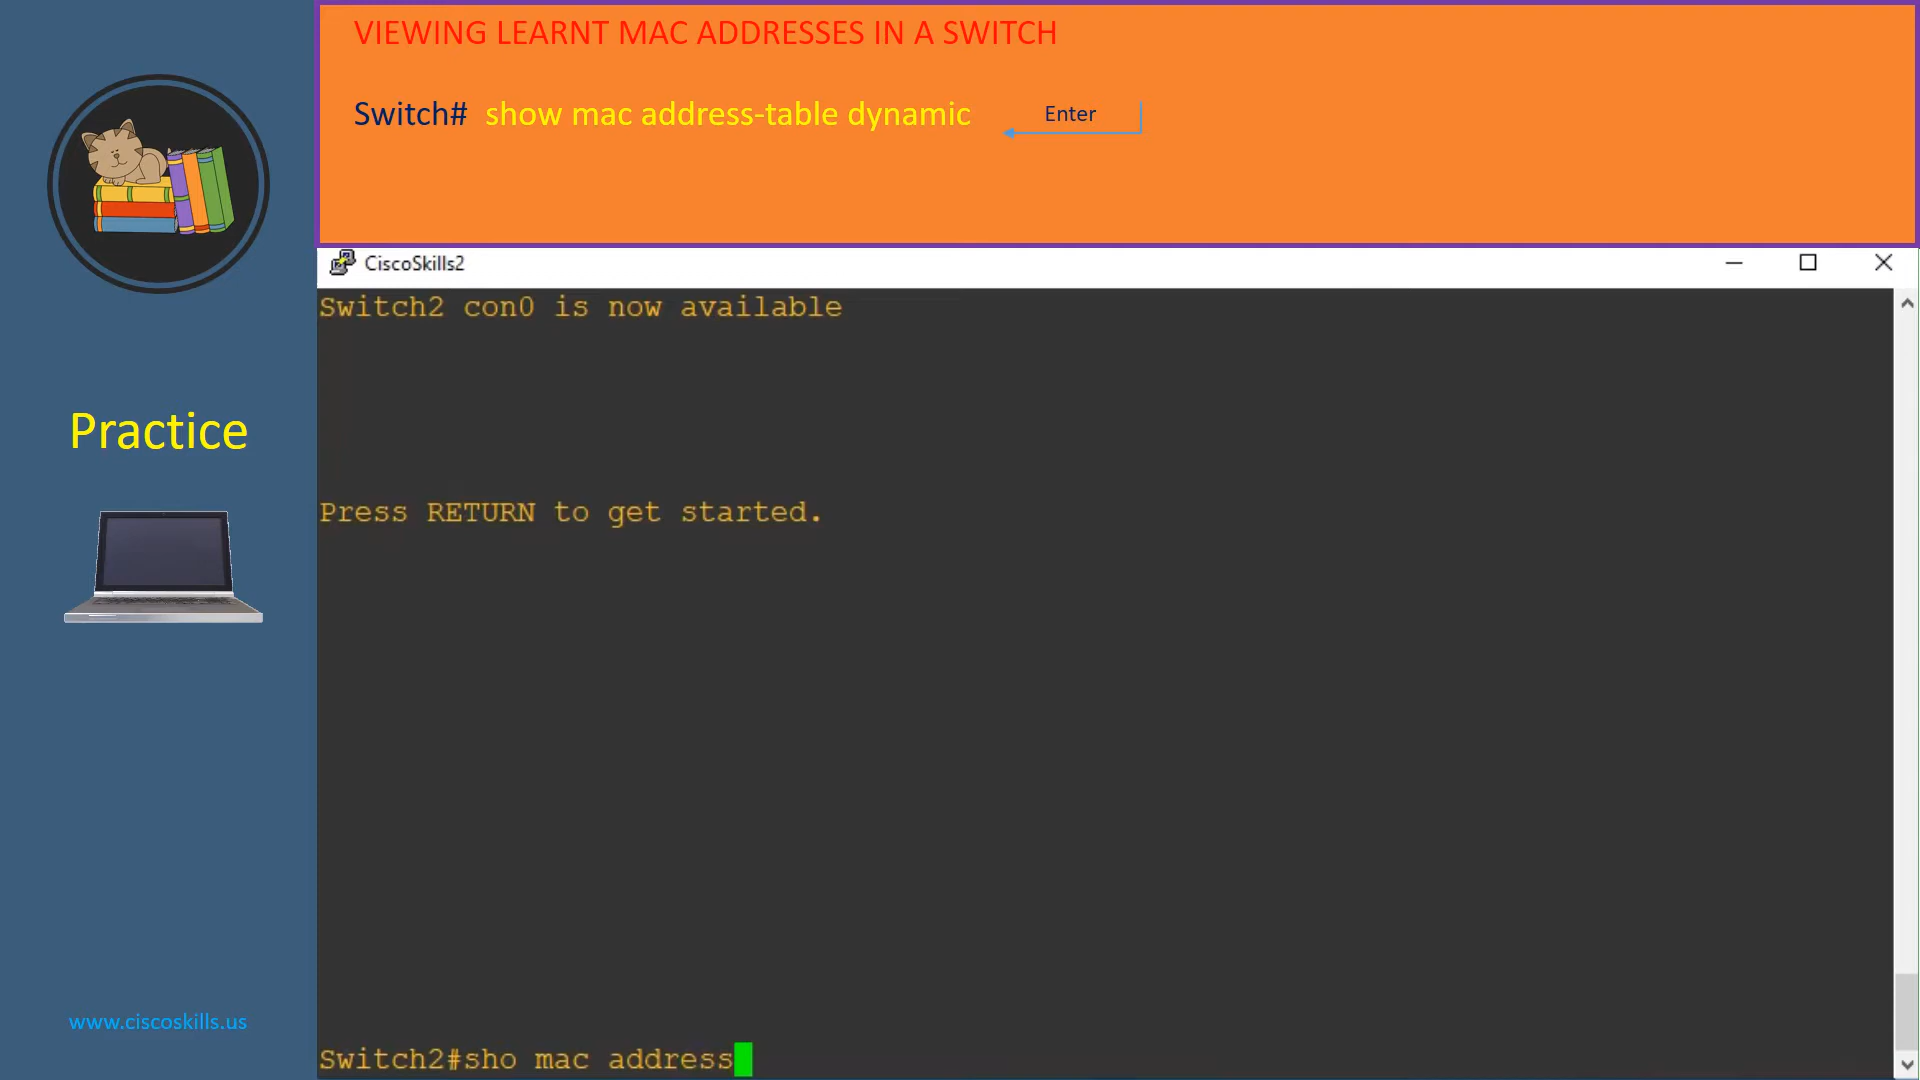 VIEWING LEARNT MAC ADDRESSES IN A SWITCH
Switch# show mac address-table dynamic Enter
Practice
www.ciscoskills.us
CiscoSkills2
Switch2 con0 is now available
Press RETURN to get started.
Switch2#sho mac address